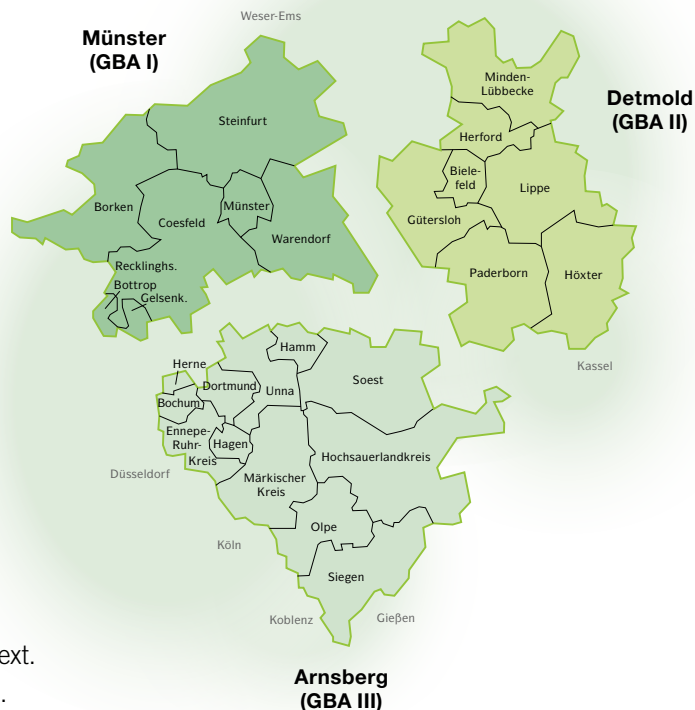 Weser-Ems
Münster
(GBA I)
Steinfurt
Borken
Coesfeld
Münster
Warendorf
Recklinghs.
Bottrop
Gelsenk.
Detmold
(GBA II)
Minden-
Lübbecke
Herford
Biele-
feld
Lippe
Gütersloh
Paderborn
Höxter
Kassel
Hamm
Soest
Herne
Dortmund
Unna
Bochum
Ennepe-
Ruhr-
Kreis
Hagen
Hochsauerlandkreis
Märkischer
Kreis
Düsseldorf
Olpe
Köln
Siegen
Koblenz
Gießen
ext.
.
Arnsberg
(GBA III)